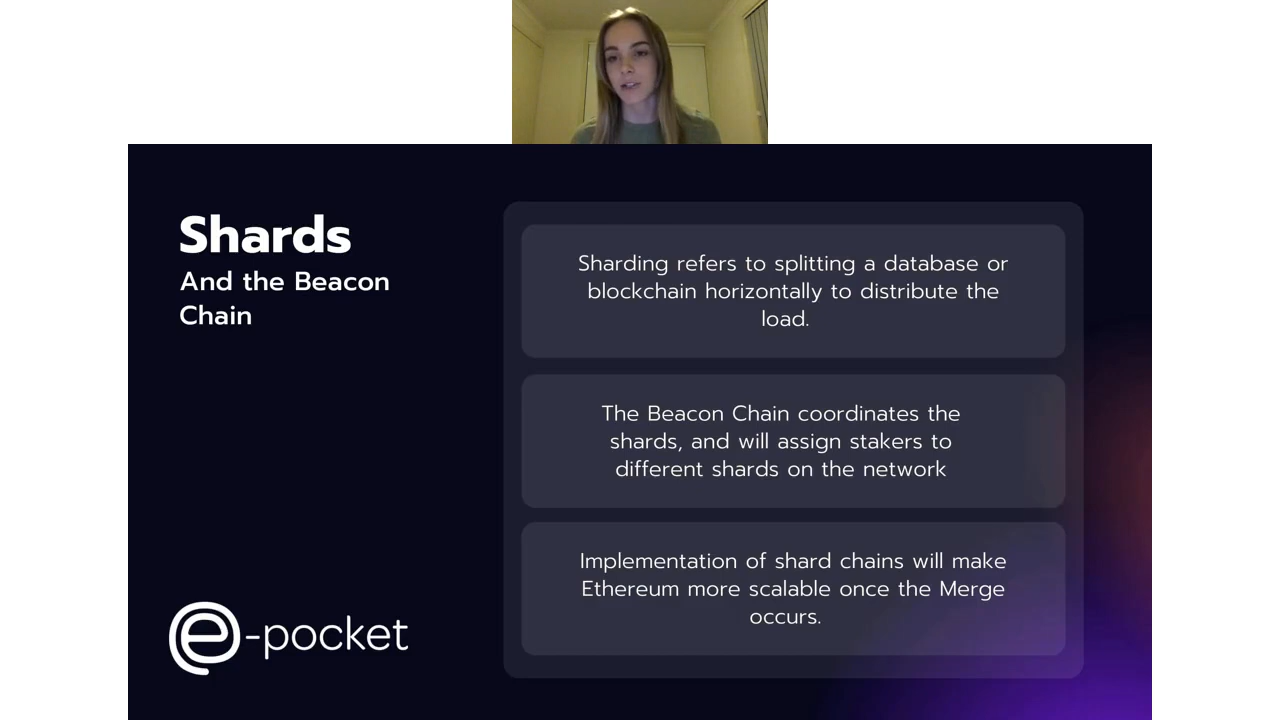 Shards
And the Beacon
Chain
Sharding refers to splitting a database or
blockchain horizontally to distribute the
load.
The Beacon Chain coordinates the
shards, and will assign stakers to
different shards on the network
Implementation of shard chains will make
Ethereum more scalable once the Merge
occurs.
e-pocket